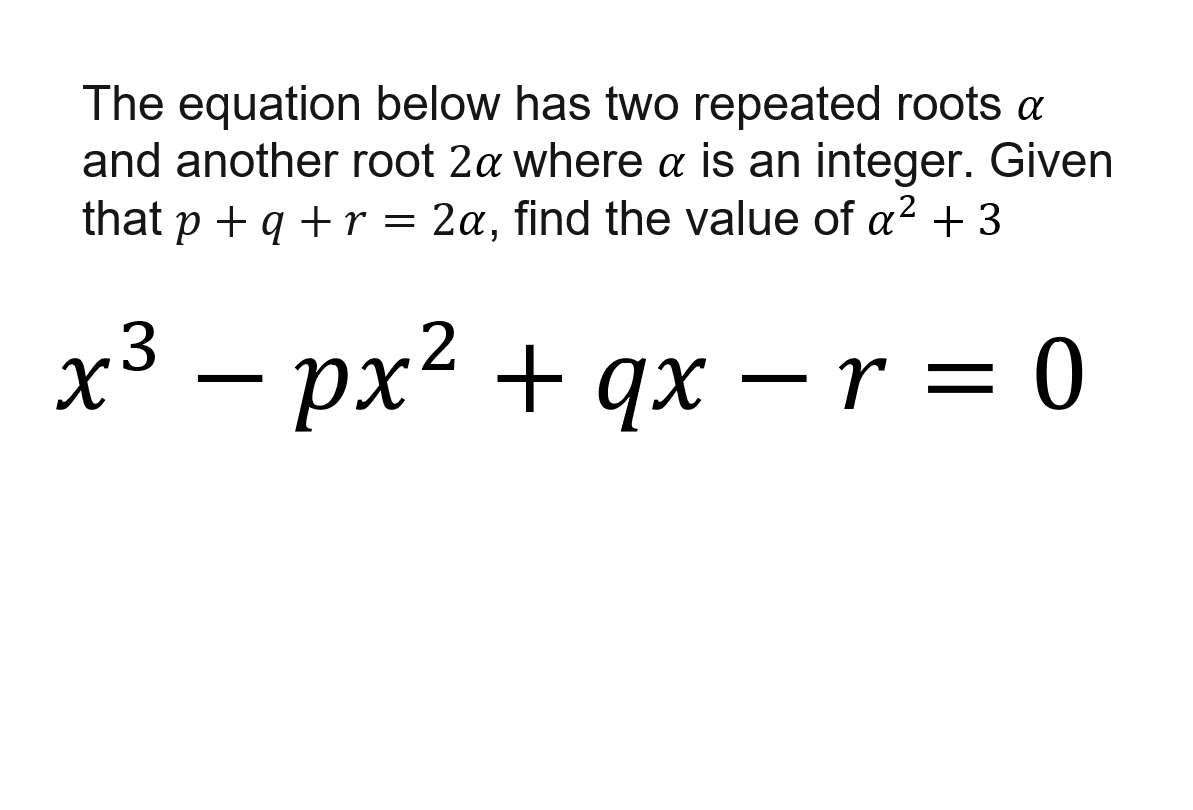 The equation below has two repeated roots 𝛼
and another root 2𝛼 where 𝛼 is an integer. Given
that 𝑝 + 𝑞 + 𝑟 = 2𝛼, find the value of 𝛼² + 3
𝑥³ − 𝑝𝑥² + 𝑞𝑥 − 𝑟 = 0